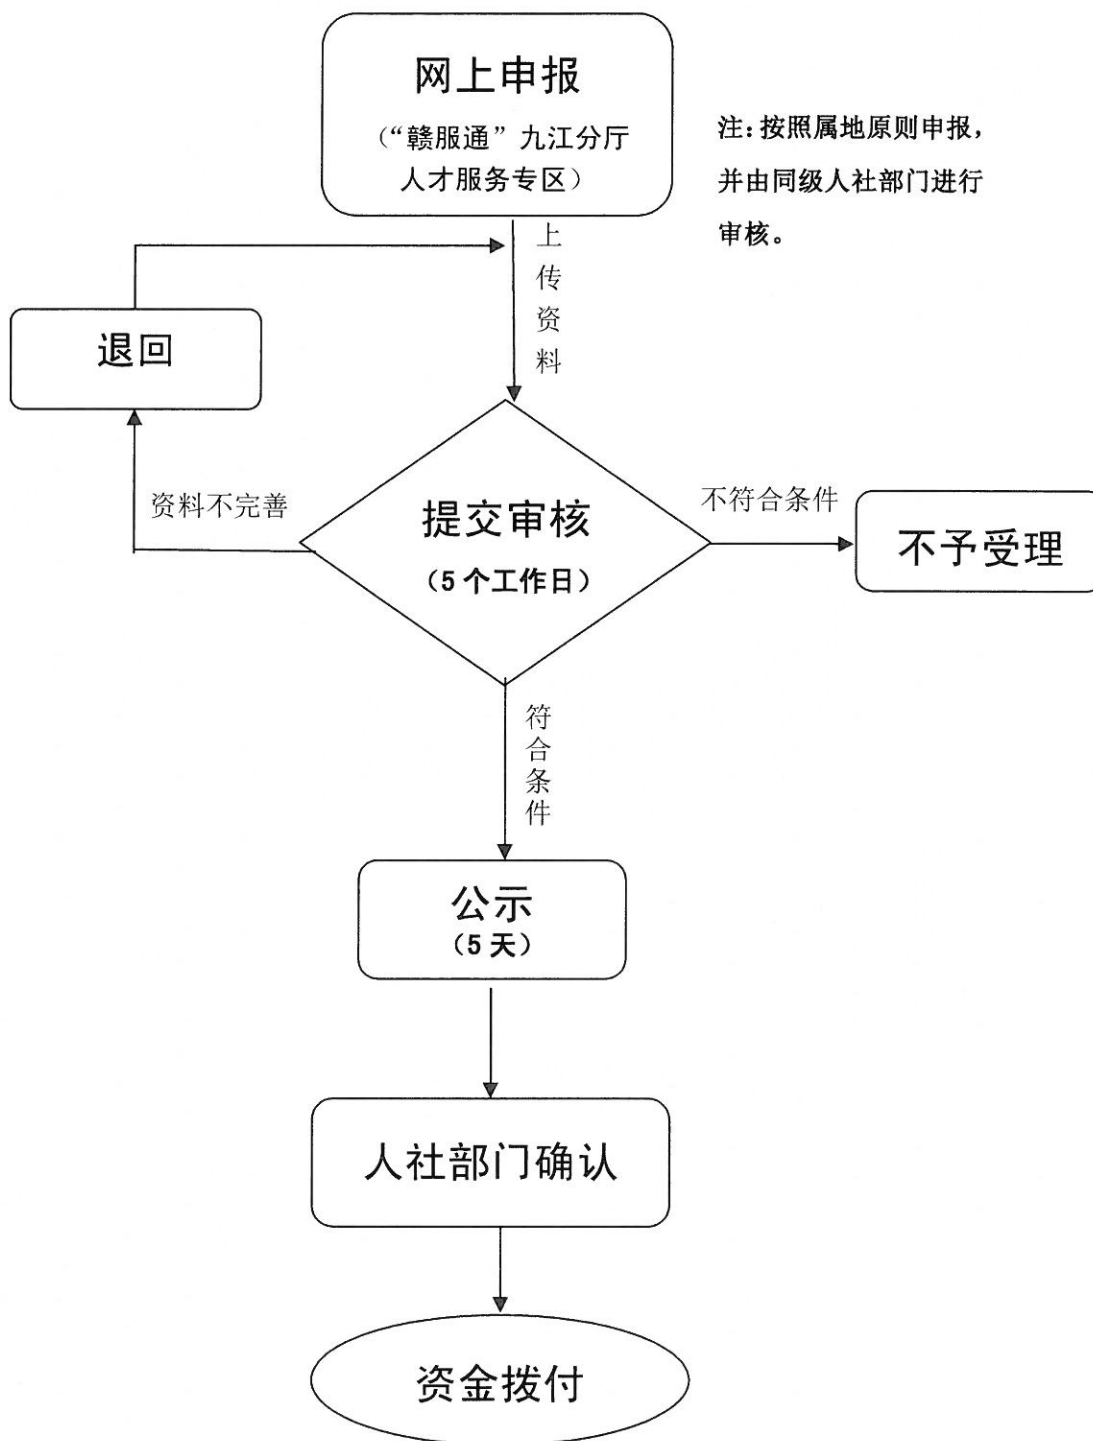 网上申报
（“赣服通”九江分厅
人才服务专区）
注：按照属地原则申报，
并由同级人社部门进行
审核。
上传资料
退回
资料不完善
提交审核
（5 个工作日）
不符合条件
不予受理
符合条件
公示
（5 天）
人社部门确认
资金拨付